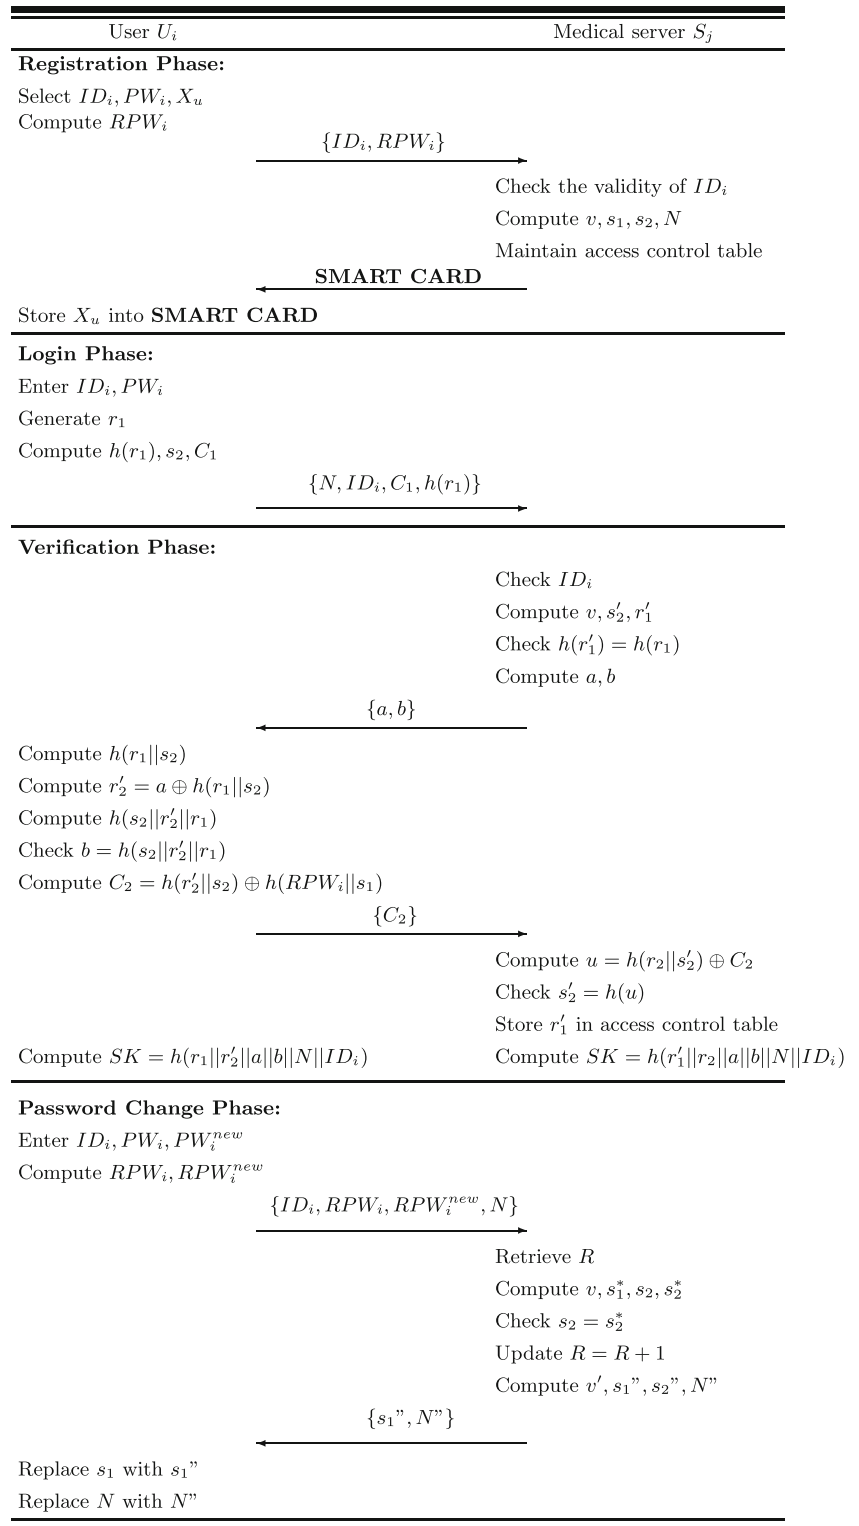 User U_i Medical server S_j
Registration Phase:
Select ID_i, PW_i, X_u
Compute RPW_i
{ID_i, RPW_i}
Check the validity of ID_i
Compute v, s_1, s_2, N
Maintain access control table
SMART CARD
Store X_u into SMART CARD
Login Phase:
Enter ID_i, PW_i
Generate r_1
Compute h(r_1), s_2, C_1
{N, ID_i, C_1, h(r_1)}
Verification Phase:
Check ID_i
Compute v, s'_2, r'_1
Check h(r'_1) = h(r_1)
Compute a, b
{a, b}
Compute h(r_1||s_2)
Compute r'_2 = a ⊕ h(r_1||s_2)
Compute h(s_2||r'_2||r_1)
Check b = h(s_2||r'_2||r_1)
Compute C_2 = h(r'_2||s_2) ⊕ h(RPW_i||s_1)
{C_2}
Compute u = h(r_2||s'_2) ⊕ C_2
Check s'_2 = h(u)
Store r'_1 in access control table
Compute SK = h(r_1||r'_2||a||b||N||ID_i) Compute SK = h(r'_1||r_2||a||b||N||ID_i)
Password Change Phase:
Enter ID_i, PW_i, PW_i^{new}
Compute RPW_i, RPW_i^{new}
{ID_i, RPW_i, RPW_i^{new}, N}
Retrieve R
Compute v, s_1^*, s_2, s_2^*
Check s_2 = s_2^*
Update R = R + 1
Compute v', s_1”, s_2”, N”
{s_1”, N”}
Replace s_1 with s_1”
Replace N with N”